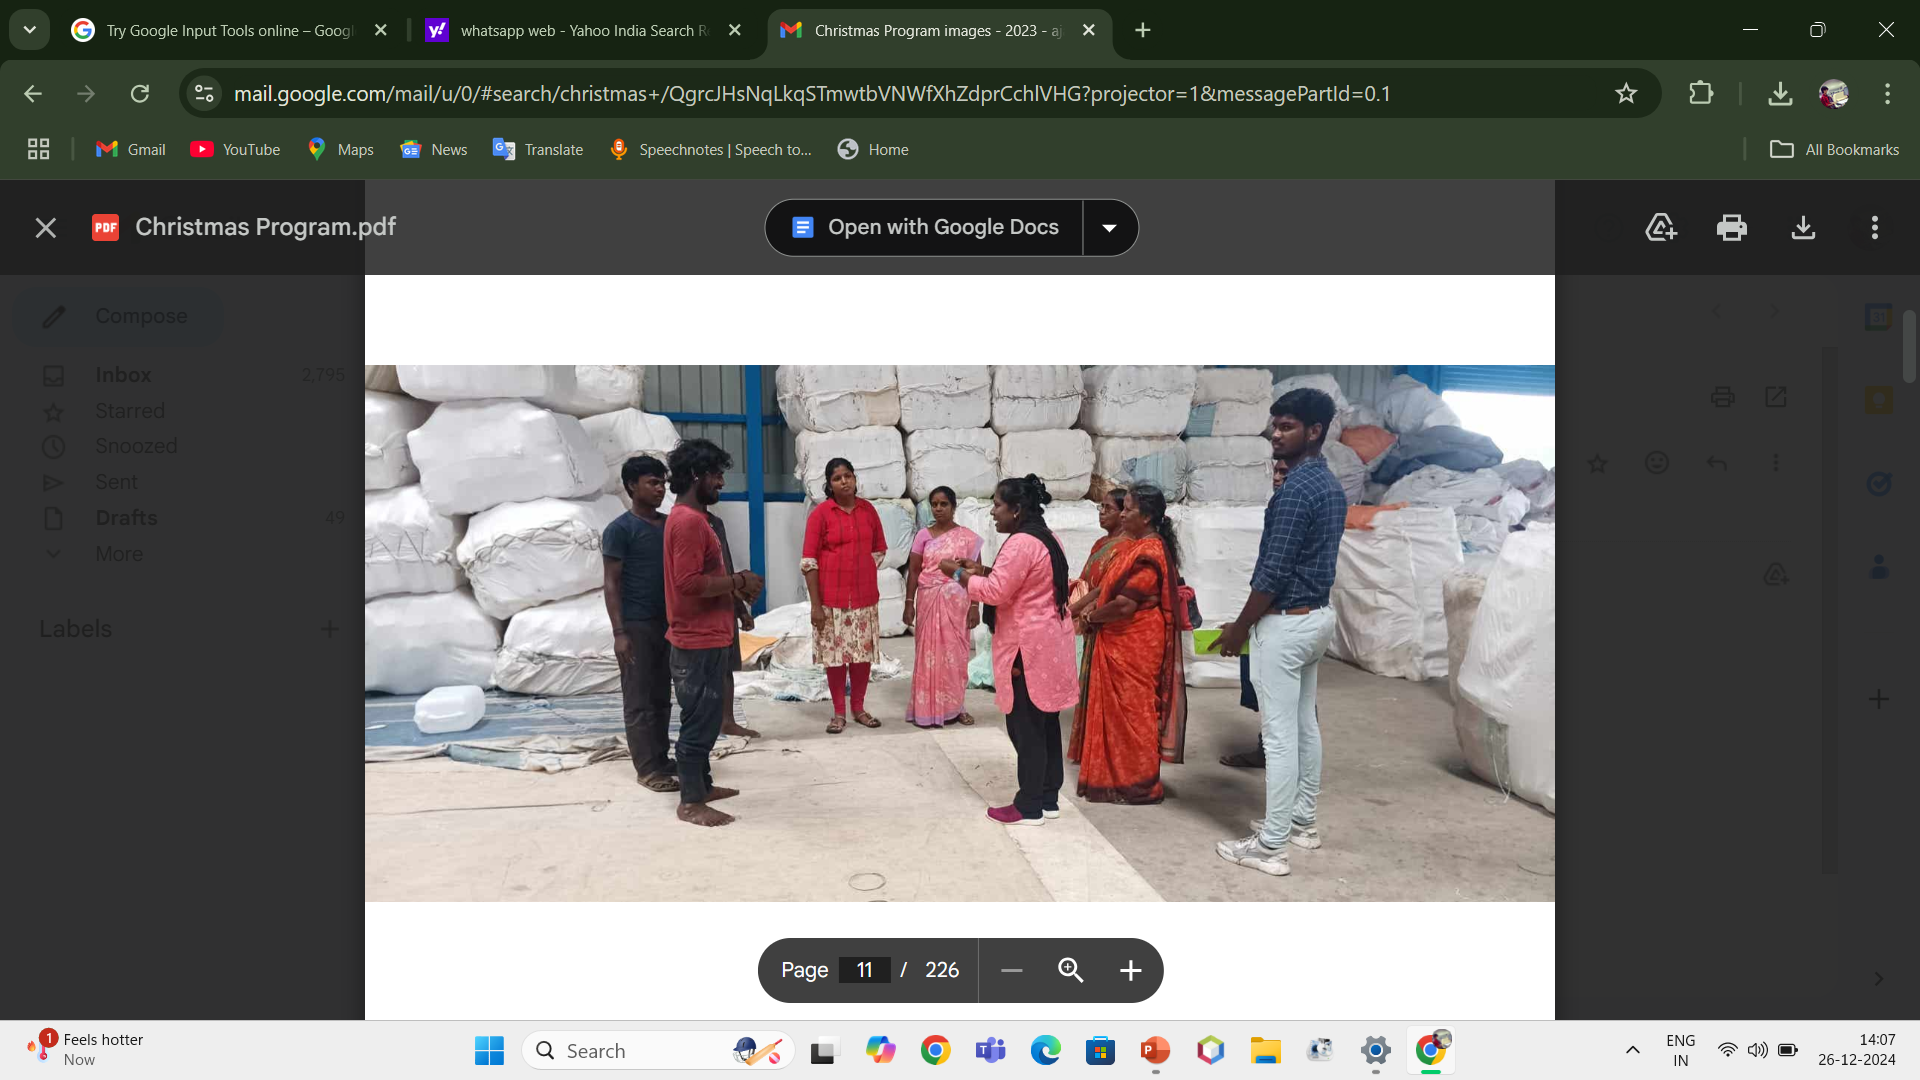 Try Google Input Tools online – Googl
whatsapp web - Yahoo India Search R
Christmas Program images - 2023 - aj
mail.google.com/mail/u/0/#search/christmas+/QgrcJHsNqLkqSTmwtbVNWfXhZdprCchlVHG?projector=1&messagePartId=0.1
Gmail
YouTube
Maps
News
Translate
Speechnotes | Speech to...
Home
All Bookmarks
PDF
Christmas Program.pdf
Open with Google Docs
Compose
Inbox 2,795
Starred
Snoozed
Sent
Drafts 49
More
Labels
31
Page 11 / 226
1
Feels hotter
Now
Search
ENG
IN
14:07
26-12-2024